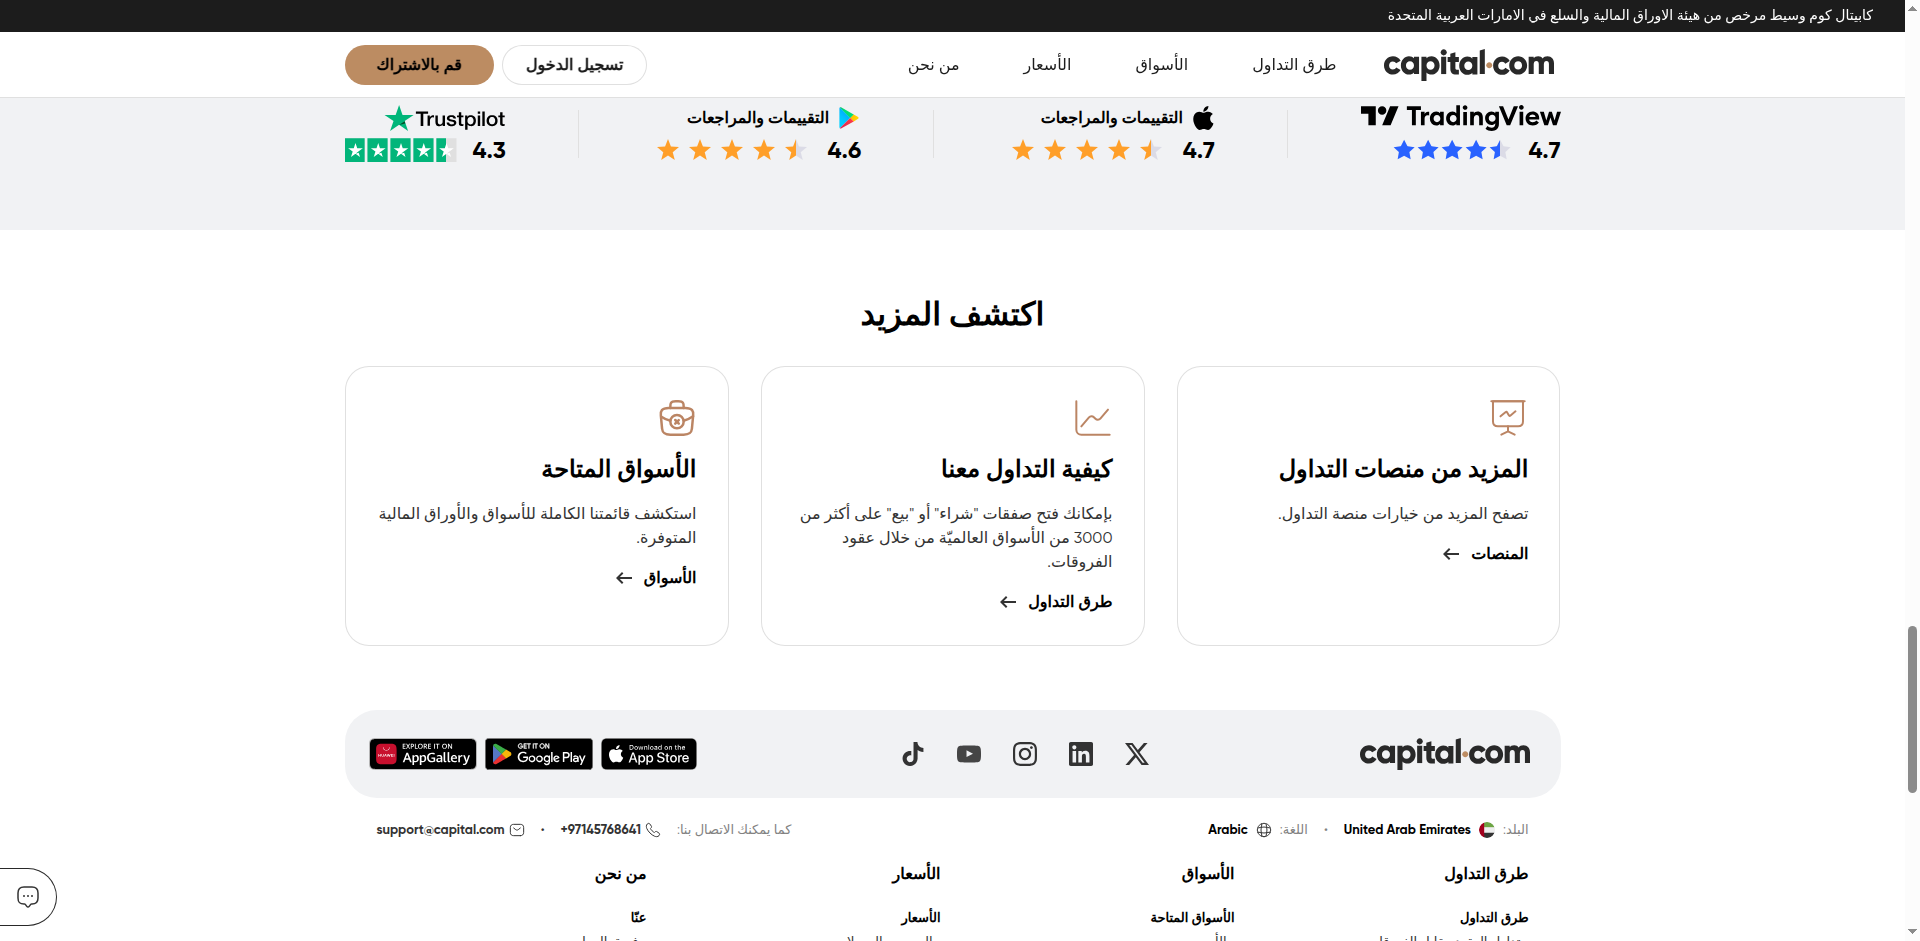 كابيتال كوم وسيط مرخص من هيئة الاوراق المالية والسلع في الامارات العربية المتحدة
capital.com
طرق التداول
الأسواق
الأسعار
من نحن
تسجيل الدخول
قم بالاشتراك
TradingView
4.7
التقييمات والمراجعات
4.7
التقييمات والمراجعات
4.6
Trustpilot
4.3
اكتشف المزيد
المزيد من منصات التداول
تصفح المزيد من خيارات منصة التداول.
المنصات
كيفية التداول معنا
بإمكانك فتح صفقات "شراء" أو "بيع" على أكثر من
3000 من الأسواق العالميّة من خلال عقود
الفروقات.
طرق التداول
الأسواق المتاحة
استكشف قائمتنا الكاملة للأسواق والأوراق المالية
المتوفرة.
الأسواق
capital.com
Download on the
App Store
GET IT ON
Google Play
HUAWEI
EXPLORE IT ON
AppGallery
البلد: United Arab Emirates • اللغة: Arabic
كما يمكنك الاتصال بنا: +97145768641 • support@capital.com
طرق التداول
الأسواق
الأسعار
من نحن
طرق التداول
الأسواق المتاحة
الأسعار
عنّا